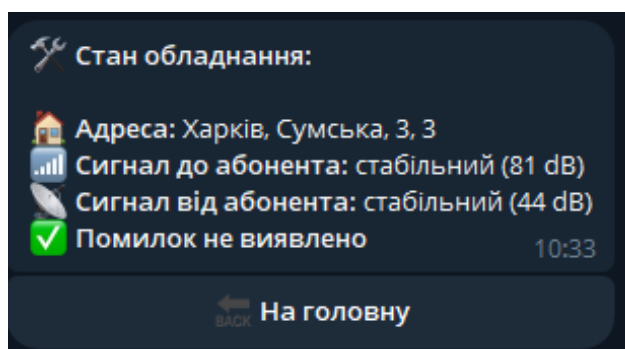 Стан обладнання:
Адреса: Харків, Сумська, 3, 3
Сигнал до абонента: стабільний (81 dB)
Сигнал від абонента: стабільний (44 dB)
Помилок не виявлено
10:33
BACK На головну